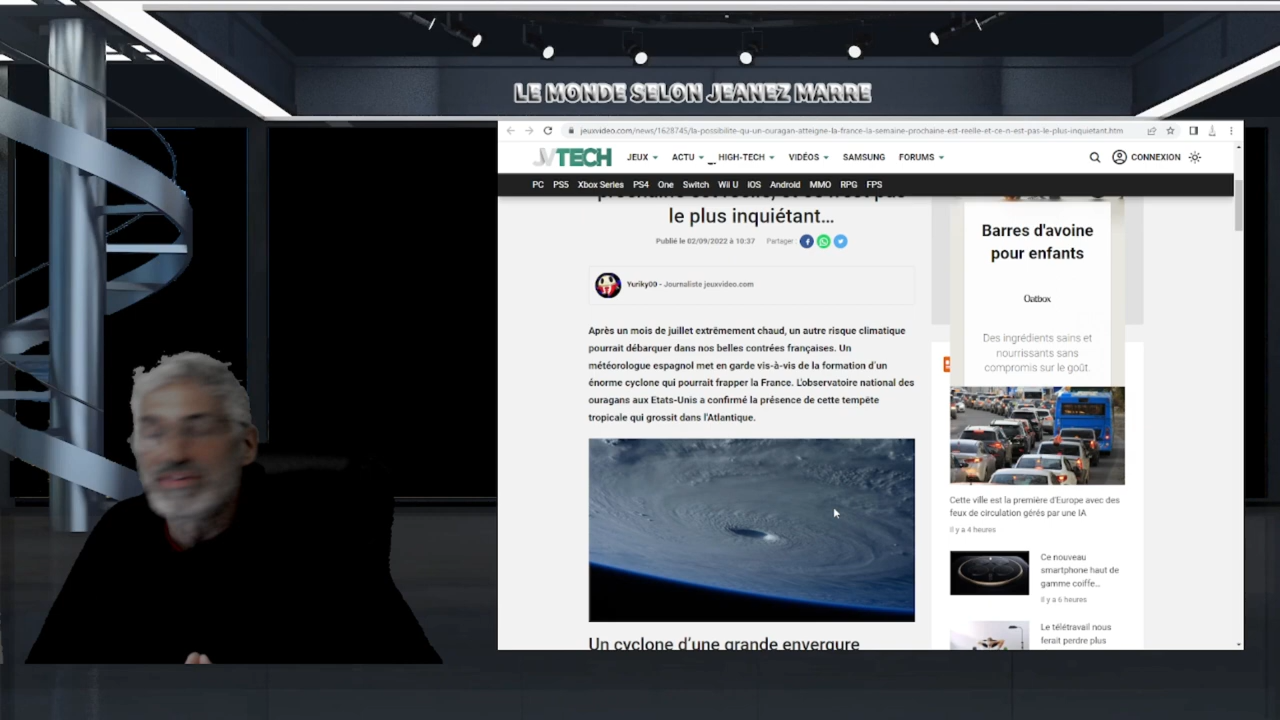 LE MONDE SELON JEANEZ MARRE
jeuxvideo.com/news/1628745/la-possibilite-qu-un-ouragan-atteigne-la-france-la-semaine-prochaine-est-reelle-et-ce-n-est-pas-le-plus-inquietant.htm
JVTECH JEUX ACTU HIGH-TECH VIDÉOS SAMSUNG FORUMS CONNEXION
PC PS5 Xbox Series PS4 One Switch Wii U iOS Android MMO RPG FPS
prochaine est réelle, et ce n'est pas
le plus inquiétant…
Publié le 02/09/2022 à 10:37 Partager :
Yuriky00 - Journaliste jeuxvideo.com
Après un mois de juillet extrêmement chaud, un autre risque climatique
pourrait débarquer dans nos belles contrées françaises. Un
météorologue espagnol met en garde vis-à-vis de la formation d'un
énorme cyclone qui pourrait frapper la France. L'observatoire national des
ouragans aux Etats-Unis a confirmé la présence de cette tempête
tropicale qui grossit dans l'Atlantique.
Un cyclone d'une grande envergure
Barres d'avoine
pour enfants
Oatbox
Des ingrédients sains et
nourrissants sans
compromis sur le goût.
Cette ville est la première d'Europe avec des
feux de circulation gérés par une IA
il y a 4 heures
Ce nouveau
smartphone haut de
gamme coiffe…
il y a 6 heures
Le télétravail nous
ferait perdre plus